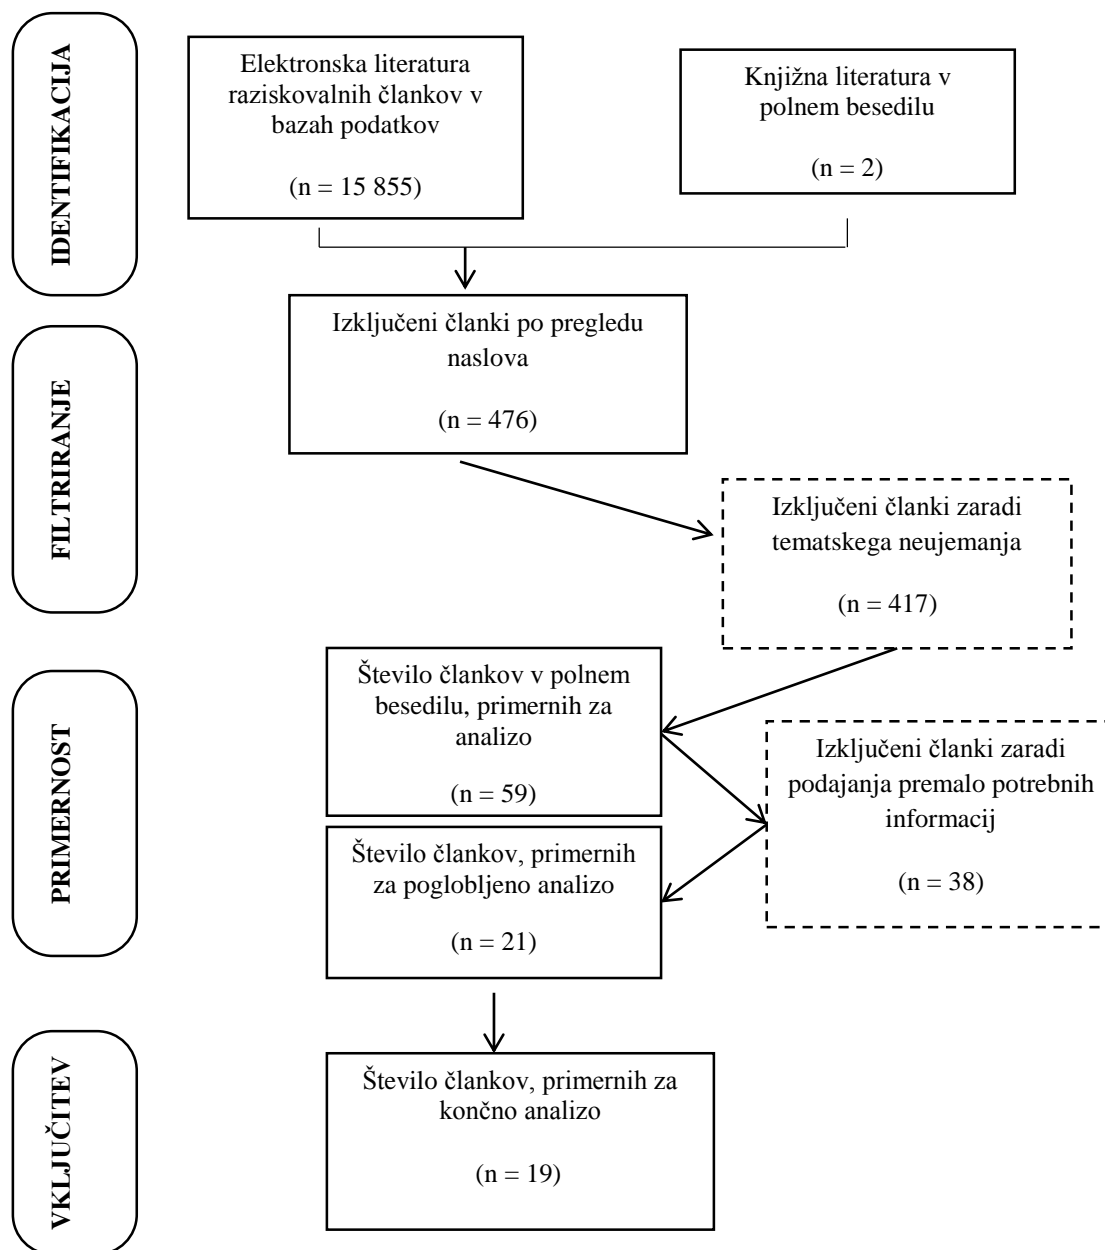 IDENTIFIKACIJA
Elektronska literatura
raziskovalnih člankov v
bazah podatkov
(n = 15 855)
Knjižna literatura v
polnem besedilu
(n = 2)
FILTRIRANJE
Izključeni članki po pregledu
naslova
(n = 476)
Izključeni članki zaradi
tematskega neujemanja
(n = 417)
PRIMERNOST
Število člankov v polnem
besedilu, primernih za
analizo
(n = 59)
Izključeni članki zaradi
podajanja premalo potrebnih
informacij
(n = 38)
Število člankov, primernih
za poglobljeno analizo
(n = 21)
VKLJUČITEV
Število člankov, primernih za
končno analizo
(n = 19)